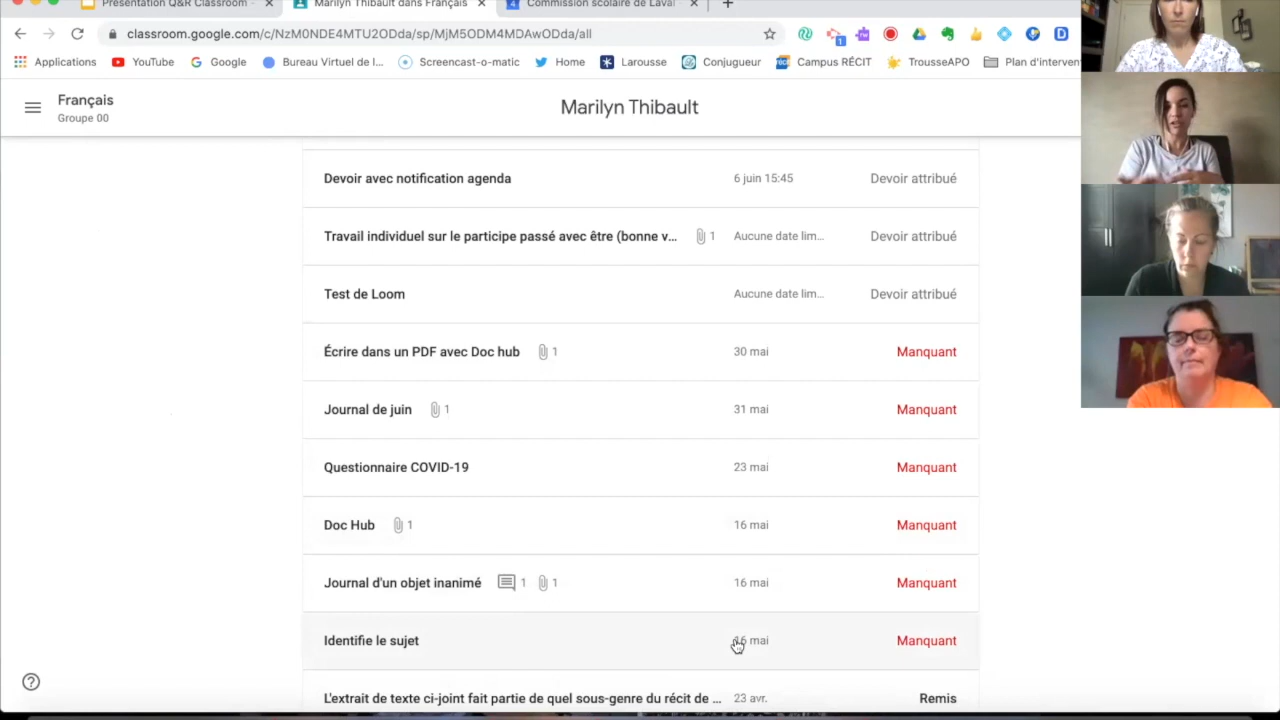 Présentation Q&R Classroom -
Marilyn Thibault dans Français
Commission scolaire de Laval
classroom.google.com/c/NzM0NDE4MTU2ODda/sp/MjM5ODM4MDAwODda/all
1
Applications YouTube Google Bureau Virtuel de l... Screencast-o-matic Home Larousse Conjugueur Campus RÉCIT TrousseAPO Plan d'interven
Français
Groupe 00
Marilyn Thibault
Devoir avec notification agenda 6 juin 15:45 Devoir attribué
Travail individuel sur le participe passé avec être (bonne v... 1 Aucune date lim... Devoir attribué
Test de Loom Aucune date lim... Devoir attribué
Écrire dans un PDF avec Doc hub 1 30 mai Manquant
Journal de juin 1 31 mai Manquant
Questionnaire COVID-19 23 mai Manquant
Doc Hub 1 16 mai Manquant
Journal d'un objet inanimé 1 1 16 mai Manquant
Identifie le sujet 16 mai Manquant
L'extrait de texte ci-joint fait partie de quel sous-genre du récit de ... 23 avr. Remis